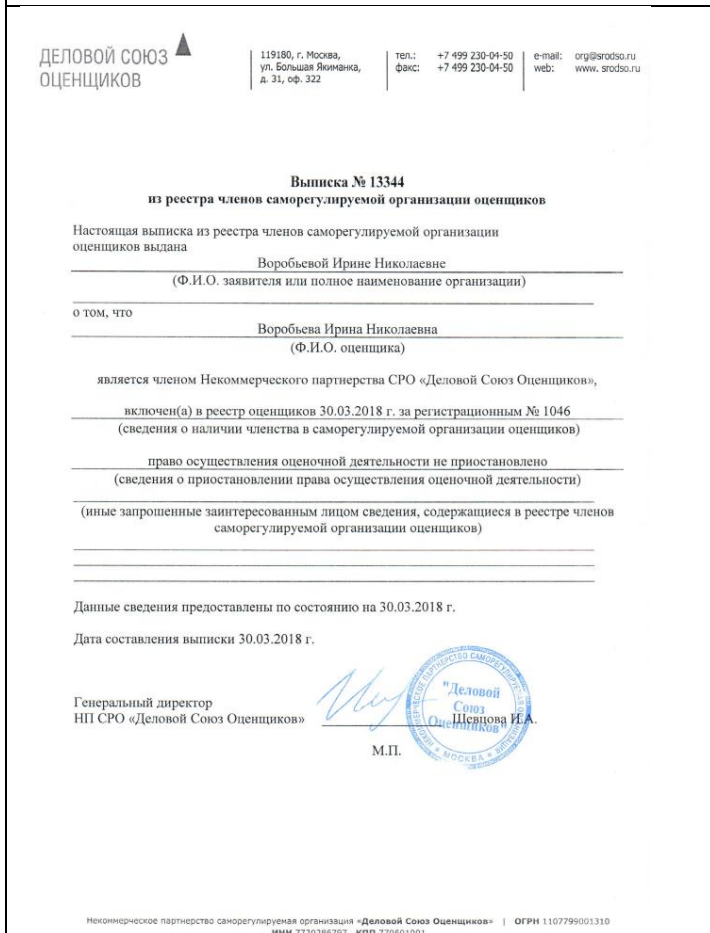 ДЕЛОВОЙ СОЮЗ
ОЦЕНЩИКОВ
119180, г. Москва,
ул. Большая Якиманка,
д. 31, оф. 322
тел.: +7 499 230-04-50
факс: +7 499 230-04-50
e-mail: org@srodso.ru
web: www. srodso.ru
Выписка № 13344
из реестра членов саморегулируемой организации оценщиков
Настоящая выписка из реестра членов саморегулируемой организации
оценщиков выдана
Воробьевой Ирине Николаевне
(Ф.И.О. заявителя или полное наименование организации)
о том, что
Воробьева Ирина Николаевна
(Ф.И.О. оценщика)
является членом Некоммерческого партнерства СРО «Деловой Союз Оценщиков»,
включен(а) в реестр оценщиков 30.03.2018 г. за регистрационным № 1046
(сведения о наличии членства в саморегулируемой организации оценщиков)
право осуществления оценочной деятельности не приостановлено
(сведения о приостановлении права осуществления оценочной деятельности)
(иные запрошенные заинтересованным лицом сведения, содержащиеся в реестре членов
саморегулируемой организации оценщиков)
Данные сведения предоставлены по состоянию на 30.03.2018 г.
Дата составления выписки 30.03.2018 г.
Генеральный директор
НП СРО «Деловой Союз Оценщиков»
Шевцова И.А.
М.П.
"Деловой
Союз
Оценщиков"
МОСКВА
Некоммерческое партнерство саморегулируемая организация «Деловой Союз Оценщиков» | ОГРН 1107799001310